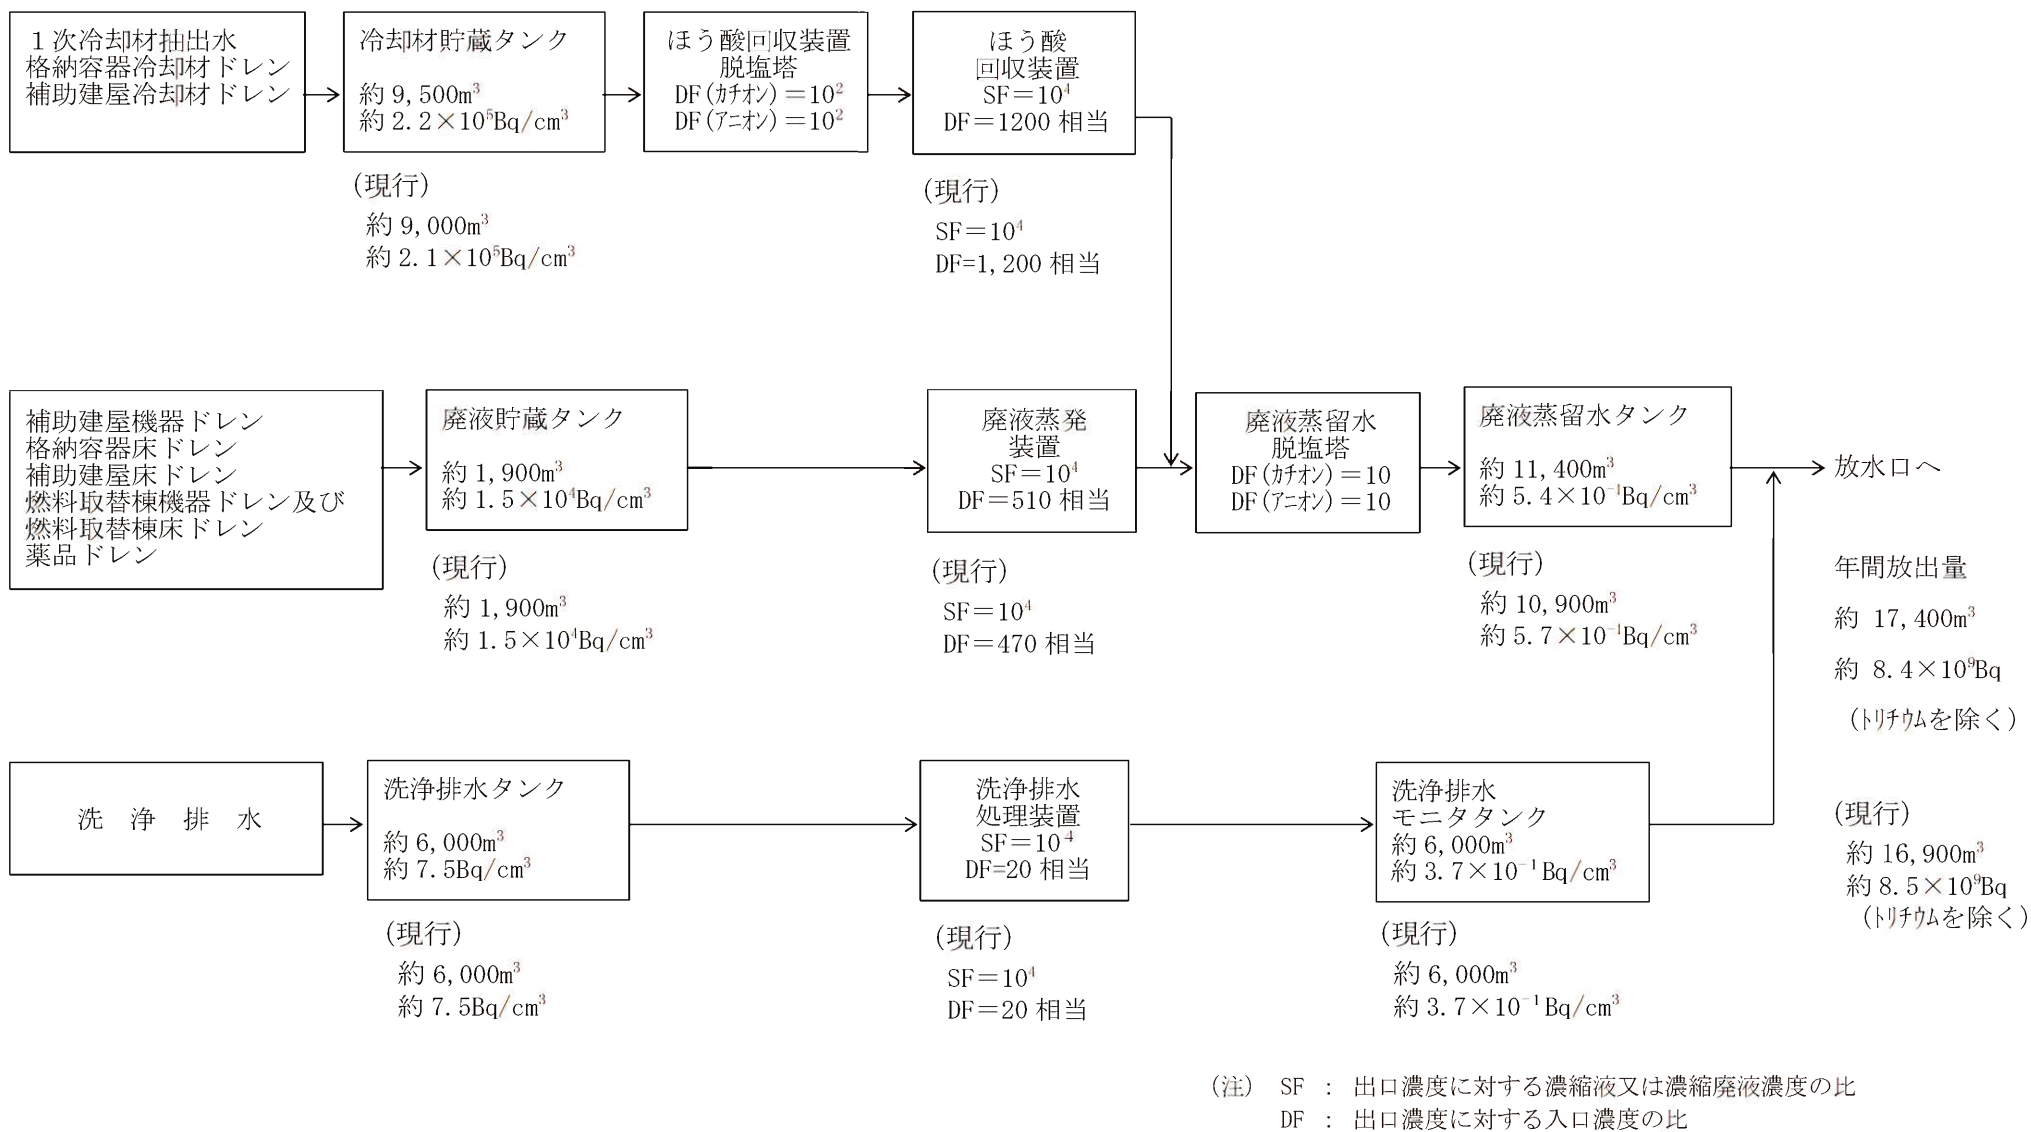 1次冷却材抽出水
格納容器冷却材ドレン
補助建屋冷却材ドレン
冷却材貯蔵タンク
約 9,500m³
約 2.2×10⁵Bq/cm³
(現行)
約 9,000m³
約 2.1×10⁵Bq/cm³
ほう酸回収装置
脱塩塔
DF(ｶﾁｵﾝ)=10²
DF(ｱﾆｵﾝ)=10²
ほう酸
回収装置
SF=10⁴
DF=1200 相当
(現行)
SF=10⁴
DF=1,200 相当
補助建屋機器ドレン
格納容器床ドレン
補助建屋床ドレン
燃料取替棟機器ドレン及び
燃料取替棟床ドレン
薬品ドレン
廃液貯蔵タンク
約 1,900m³
約 1.5×10⁴Bq/cm³
(現行)
約 1,900m³
約 1.5×10⁴Bq/cm³
廃液蒸発
装置
SF=10⁴
DF=510 相当
(現行)
SF=10⁴
DF=470 相当
廃液蒸留水
脱塩塔
DF(ｶﾁｵﾝ)=10
DF(ｱﾆｵﾝ)=10
廃液蒸留水タンク
約 11,400m³
約 5.4×10⁻¹Bq/cm³
(現行)
約 10,900m³
約 5.7×10⁻¹Bq/cm³
放水口へ
年間放出量
約 17,400m³
約 8.4×10⁹Bq
(ﾄﾘﾁｳﾑを除く)
(現行)
約 16,900m³
約 8.5×10⁹Bq
(ﾄﾘﾁｳﾑを除く)
洗 浄 排 水
洗浄排水タンク
約 6,000m³
約 7.5Bq/cm³
(現行)
約 6,000m³
約 7.5Bq/cm³
洗浄排水
処理装置
SF=10⁴
DF=20 相当
(現行)
SF=10⁴
DF=20 相当
洗浄排水
モニタタンク
約 6,000m³
約 3.7×10⁻¹Bq/cm³
(現行)
約 6,000m³
約 3.7×10⁻¹Bq/cm³
(注) SF : 出口濃度に対する濃縮液又は濃縮廃液濃度の比
DF : 出口濃度に対する入口濃度の比